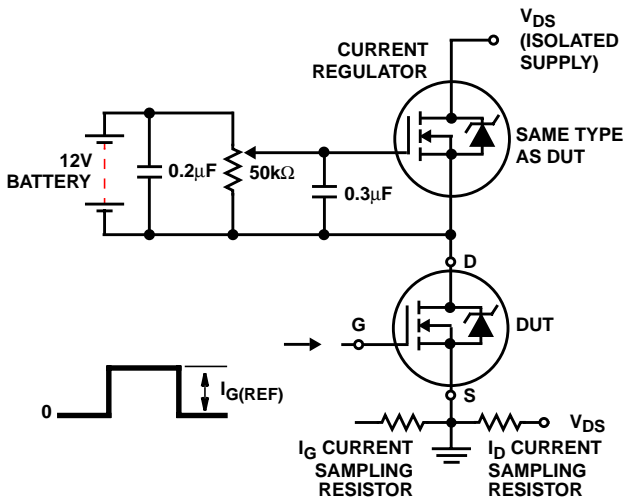 V_DS
(ISOLATED
SUPPLY)
CURRENT
REGULATOR
SAME TYPE
AS DUT
12V
BATTERY
0.2μF
50kΩ
0.3μF
D
DUT
G
I_G(REF)
0
S
V_DS
I_G CURRENT
SAMPLING
RESISTOR
I_D CURRENT
SAMPLING
RESISTOR